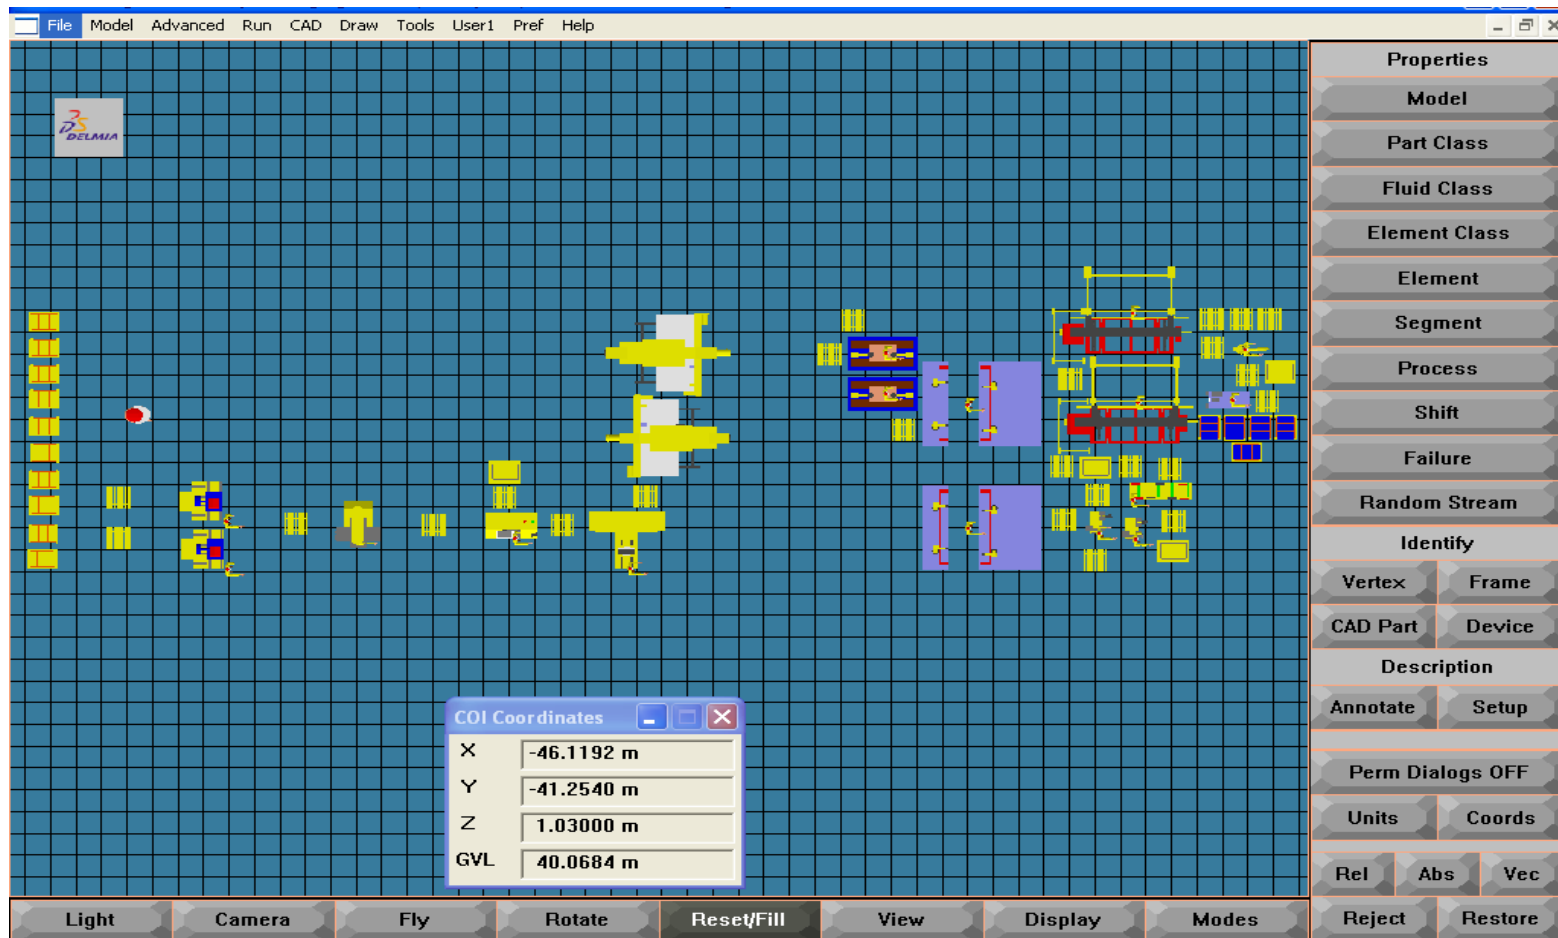 File Model Advanced Run CAD Draw Tools User1 Pref Help
DS
DELMIA
Properties
Model
Part Class
Fluid Class
Element Class
Element
Segment
Process
Shift
Failure
Random Stream
Identify
Vertex Frame
CAD Part Device
Description
Annotate Setup
Perm Dialogs OFF
Units Coords
Rel Abs Vec
Reject Restore
COI Coordinates
X -46.1192 m
Y -41.2540 m
Z 1.03000 m
GVL 40.0684 m
Light Camera Fly Rotate Reset/Fill View Display Modes